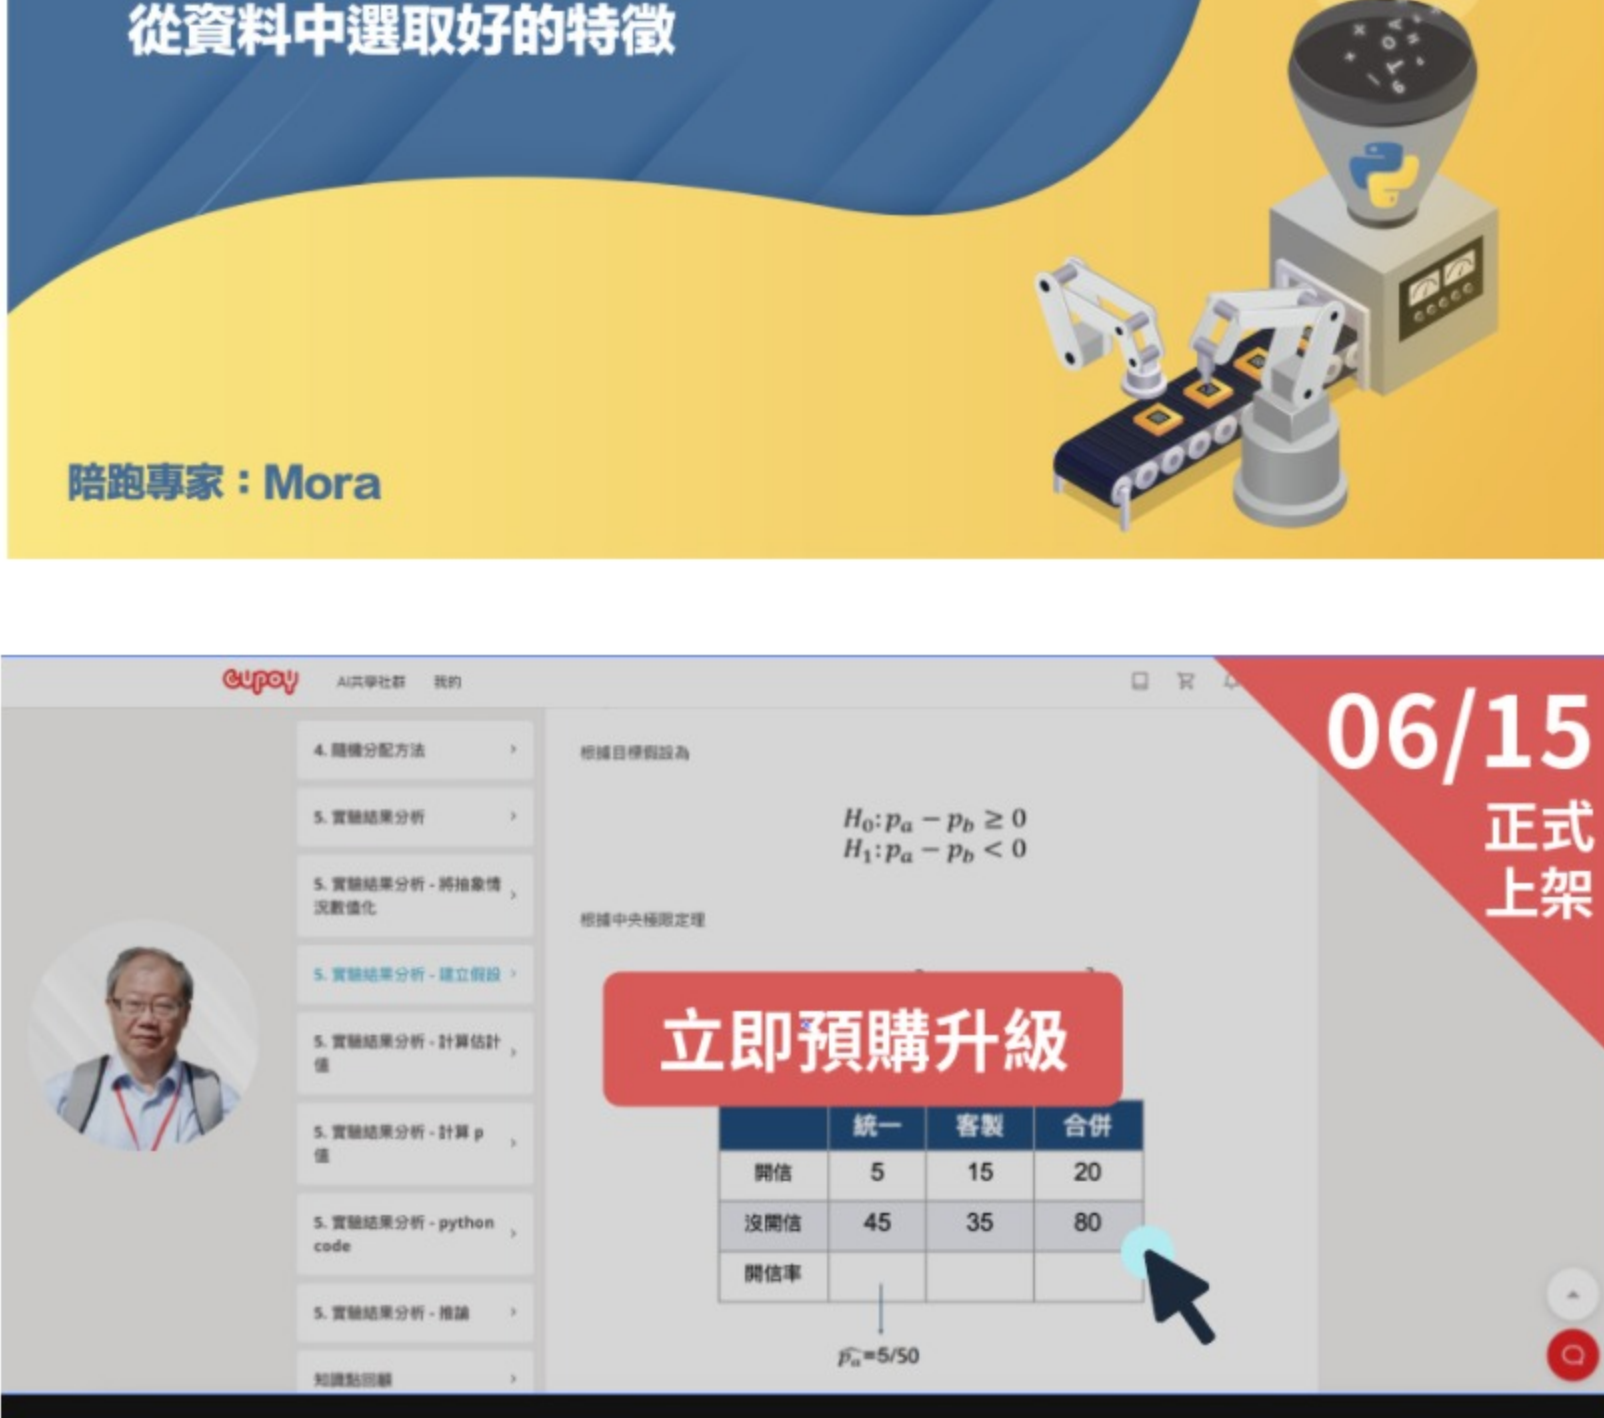 從資料中選取好的特徵
陪跑專家：Mora
cupoy
AI共學社群 我的
06/15
正式
上架
4. 隨機分配方法
5. 實驗結果分析
5. 實驗結果分析 - 將抽象情
況數值化
5. 實驗結果分析 - 建立假設
5. 實驗結果分析 - 計算估計
值
5. 實驗結果分析 - 計算 p
值
5. 實驗結果分析 - python
code
5. 實驗結果分析 - 推論
知識點回顧
根據目標假設為
H₀: pₐ − p_b ≥ 0
H₁: pₐ − p_b < 0
根據中央極限定理
立即預購升級
統一 客製 合併
開信 5 15 20
沒開信 45 35 80
開信率
p̂ₐ=5/50